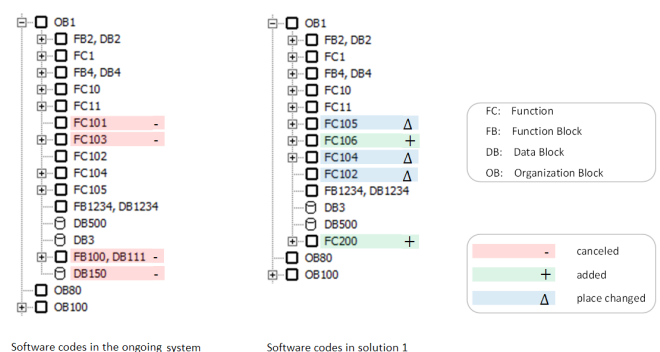 OB1
FB2, DB2
FC1
FB4, DB4
FC10
FC11
FC101 -
FC103 -
FC102
FC104
FC105
FB1234, DB1234
DB500
DB3
FB100, DB111 -
DB150 -
OB80
OB100
Software codes in the ongoing system
OB1
FB2, DB2
FC1
FB4, DB4
FC10
FC11
FC105 Δ
FC106 +
FC104 Δ
FC102 Δ
FB1234, DB1234
DB3
DB500
FC200 +
OB80
OB100
Software codes in solution 1
FC: Function
FB: Function Block
DB: Data Block
OB: Organization Block
- canceled
+ added
Δ place changed